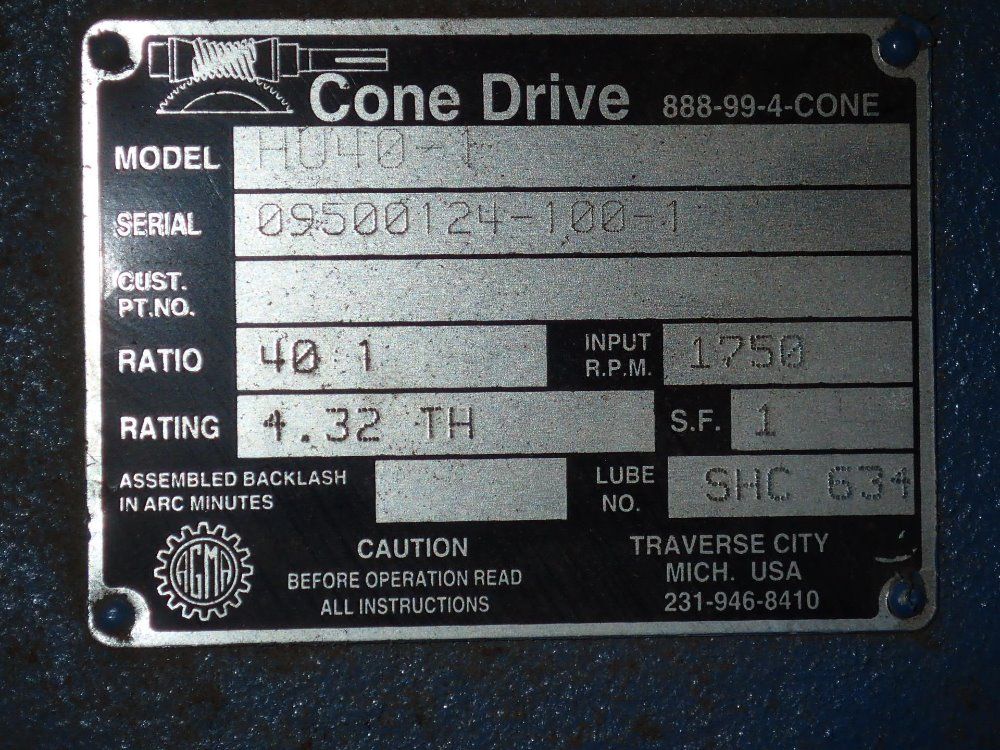 Cone Drive 888-99-4-CONE
MODEL HU40-1
SERIAL 09500124-100-1
CUST.
PT.NO.
RATIO 40 1 INPUT R.P.M. 1750
RATING 4.32 TH S.F. 1
ASSEMBLED BACKLASH
IN ARC MINUTES
LUBE NO. SHC 634
AGMA
CAUTION
BEFORE OPERATION READ
ALL INSTRUCTIONS
TRAVERSE CITY
MICH. USA
231-946-8410